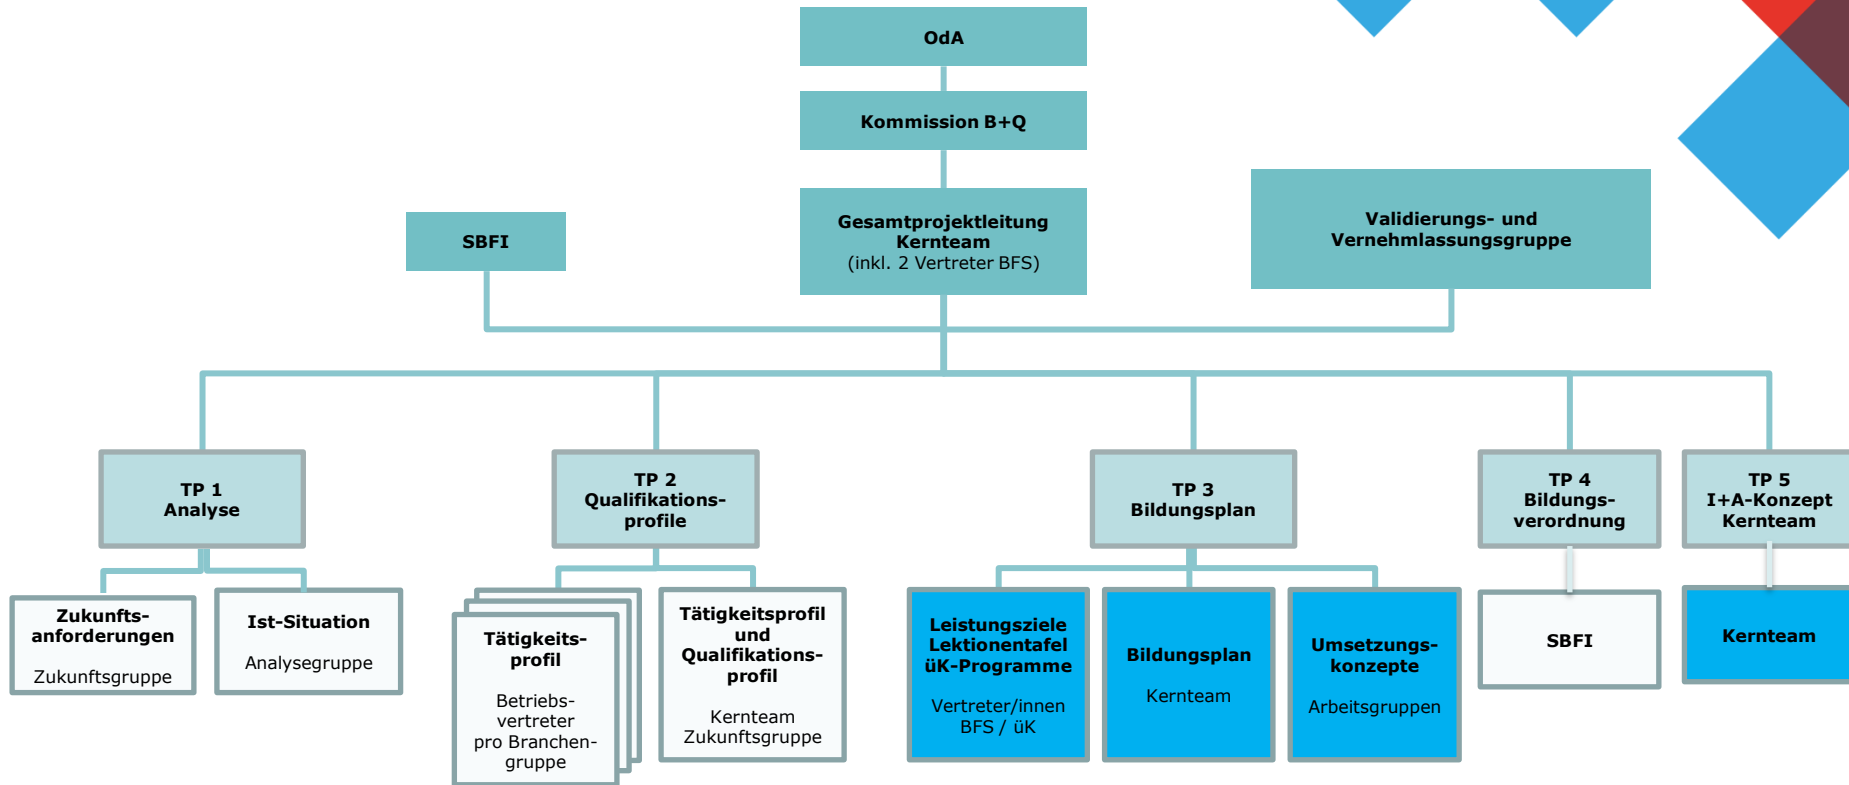 OdA
Kommission B+Q
Gesamtprojektleitung
Kernteam
(inkl. 2 Vertreter BFS)
SBFI
Validierungs- und
Vernehmlassungsgruppe
TP 1
Analyse
TP 2
Qualifikations-
profile
TP 3
Bildungsplan
TP 4
Bildungs-
verordnung
TP 5
I+A-Konzept
Kernteam
Zukunfts-
anforderungen
Zukunftsgruppe
Ist-Situation
Analysegruppe
Tätigkeits-
profil
Betriebs-
vertreter
pro Branchen-
gruppe
Tätigkeitsprofil
und
Qualifikations-
profil
Kernteam
Zukunftsgruppe
Leistungsziele
Lektionentafel
üK-Programme
Vertreter/innen
BFS / üK
Bildungsplan
Kernteam
Umsetzungs-
konzepte
Arbeitsgruppen
SBFI
Kernteam